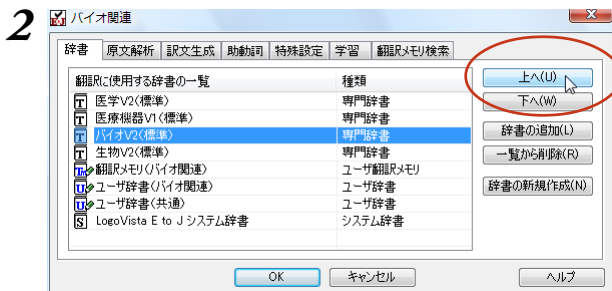 2
バイオ関連
辞書 原文解析 訳文生成 助動詞 特殊設定 学習 翻訳メモリ検索
翻訳に使用する辞書の一覧 種類
医学V2(標準) 専門辞書
医療機器V1(標準) 専門辞書
バイオV2(標準) 専門辞書
生物V2(標準) 専門辞書
翻訳メモリ(バイオ関連) ユーザ翻訳メモリ
ユーザ辞書(バイオ関連) ユーザ辞書
ユーザ辞書(共通) ユーザ辞書
LogoVista E to J システム辞書 システム辞書
上へ(U)
下へ(W)
辞書の追加(L)
一覧から削除(R)
辞書の新規作成(N)
OK キャンセル ヘルプ